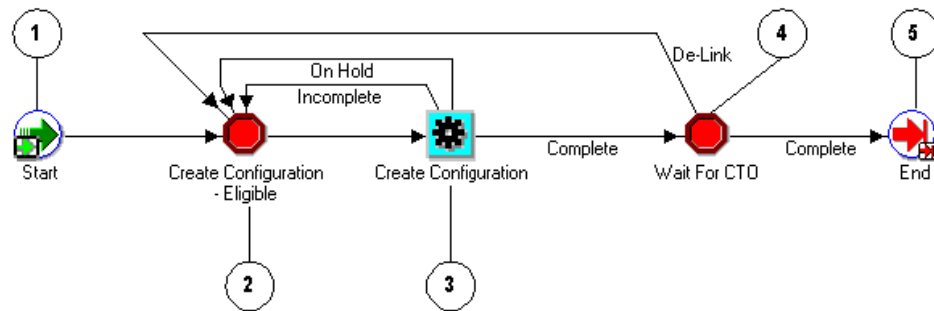 1
4
5
De-Link
On Hold
Incomplete
Complete
Complete
Start
Create Configuration
- Eligible
Create Configuration
Wait For CTO
End
2
3